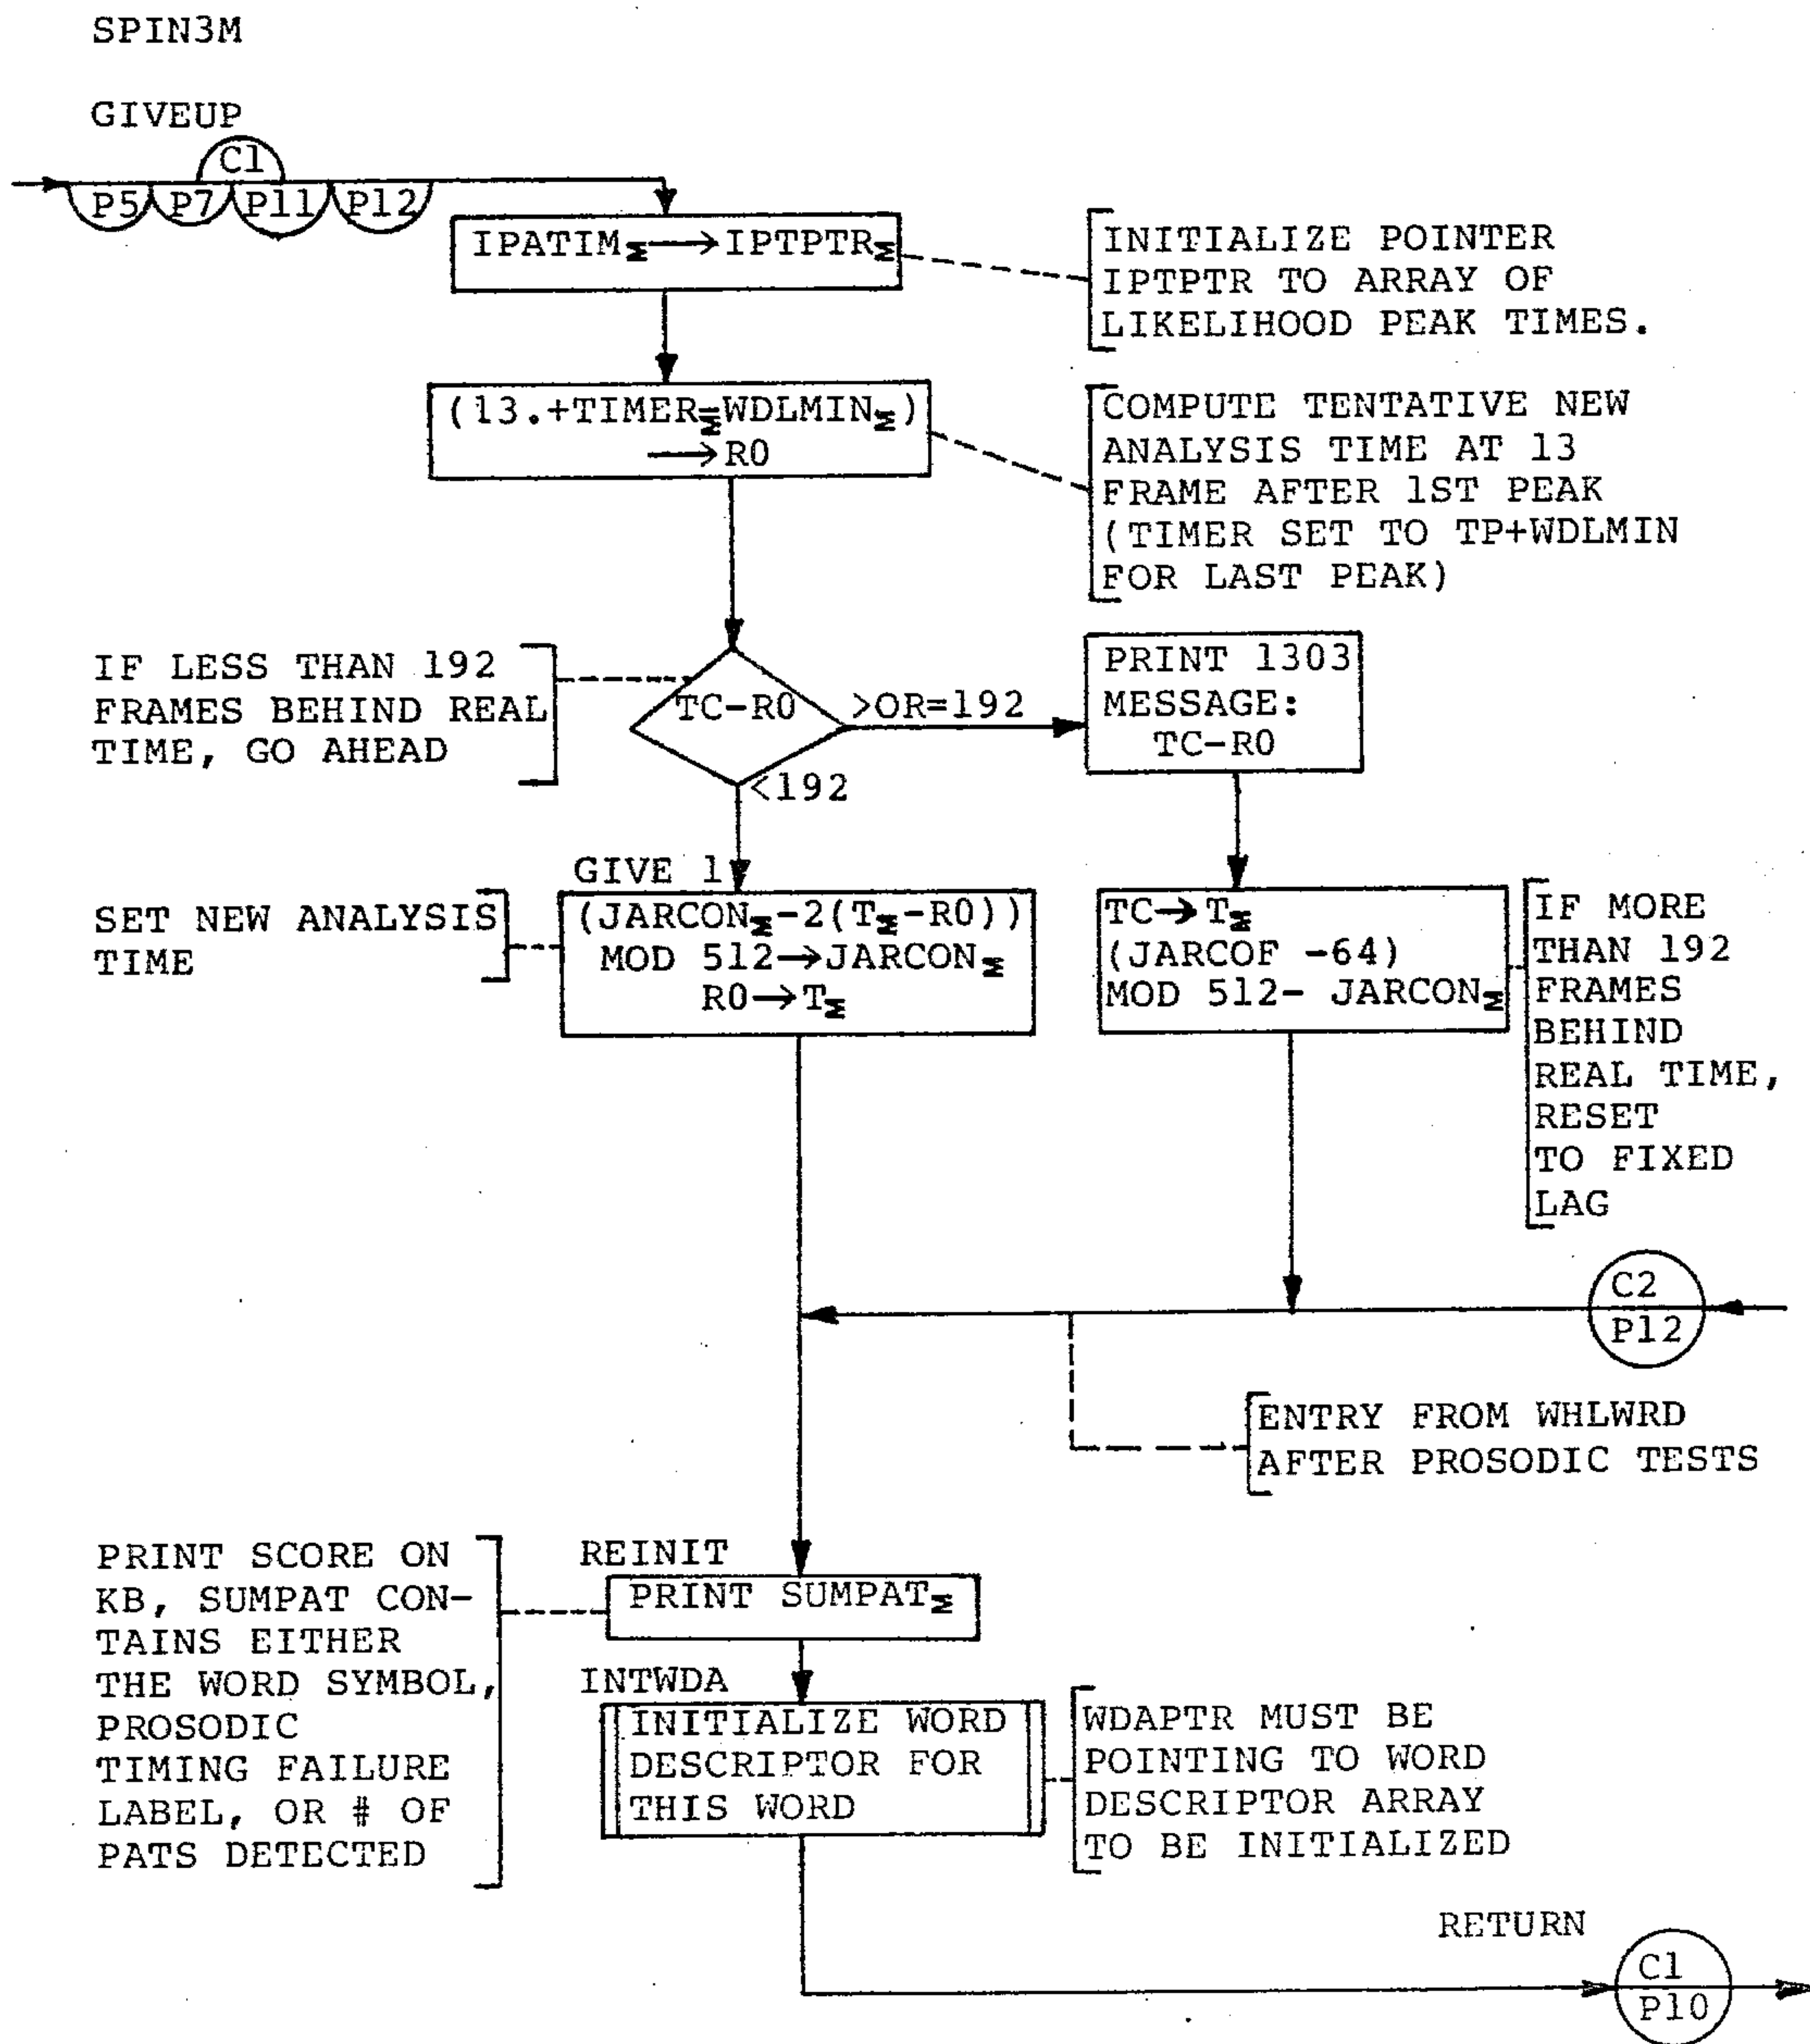 SPIN3M
GIVEUP
C1
P5 P7 P11 P12
IPATIM M → IPTPTR M
INITIALIZE POINTER
IPTPTR TO ARRAY OF
LIKELIHOOD PEAK TIMES.
(13.+TIMER M=WDLMIN M)
→ R0
COMPUTE TENTATIVE NEW
ANALYSIS TIME AT 13
FRAME AFTER 1ST PEAK
(TIMER SET TO TP+WDLMIN
FOR LAST PEAK)
IF LESS THAN 192
FRAMES BEHIND REAL
TIME, GO AHEAD
TC-R0
>OR=192
<192
PRINT 1303
MESSAGE:
TC-R0
GIVE 1
SET NEW ANALYSIS
TIME
(JARCON M-2(T M-R0))
MOD 512→JARCON M
R0→T M
TC→T M
(JARCOF -64)
MOD 512- JARCON M
IF MORE
THAN 192
FRAMES
BEHIND
REAL TIME,
RESET
TO FIXED
LAG
C2
P12
ENTRY FROM WHLWRD
AFTER PROSODIC TESTS
PRINT SCORE ON
KB, SUMPAT CON-
TAINS EITHER
THE WORD SYMBOL,
PROSODIC
TIMING FAILURE
LABEL, OR # OF
PATS DETECTED
REINIT
PRINT SUMPAT M
INTWDA
INITIALIZE WORD
DESCRIPTOR FOR
THIS WORD
WDAPTR MUST BE
POINTING TO WORD
DESCRIPTOR ARRAY
TO BE INITIALIZED
RETURN
C1
P10